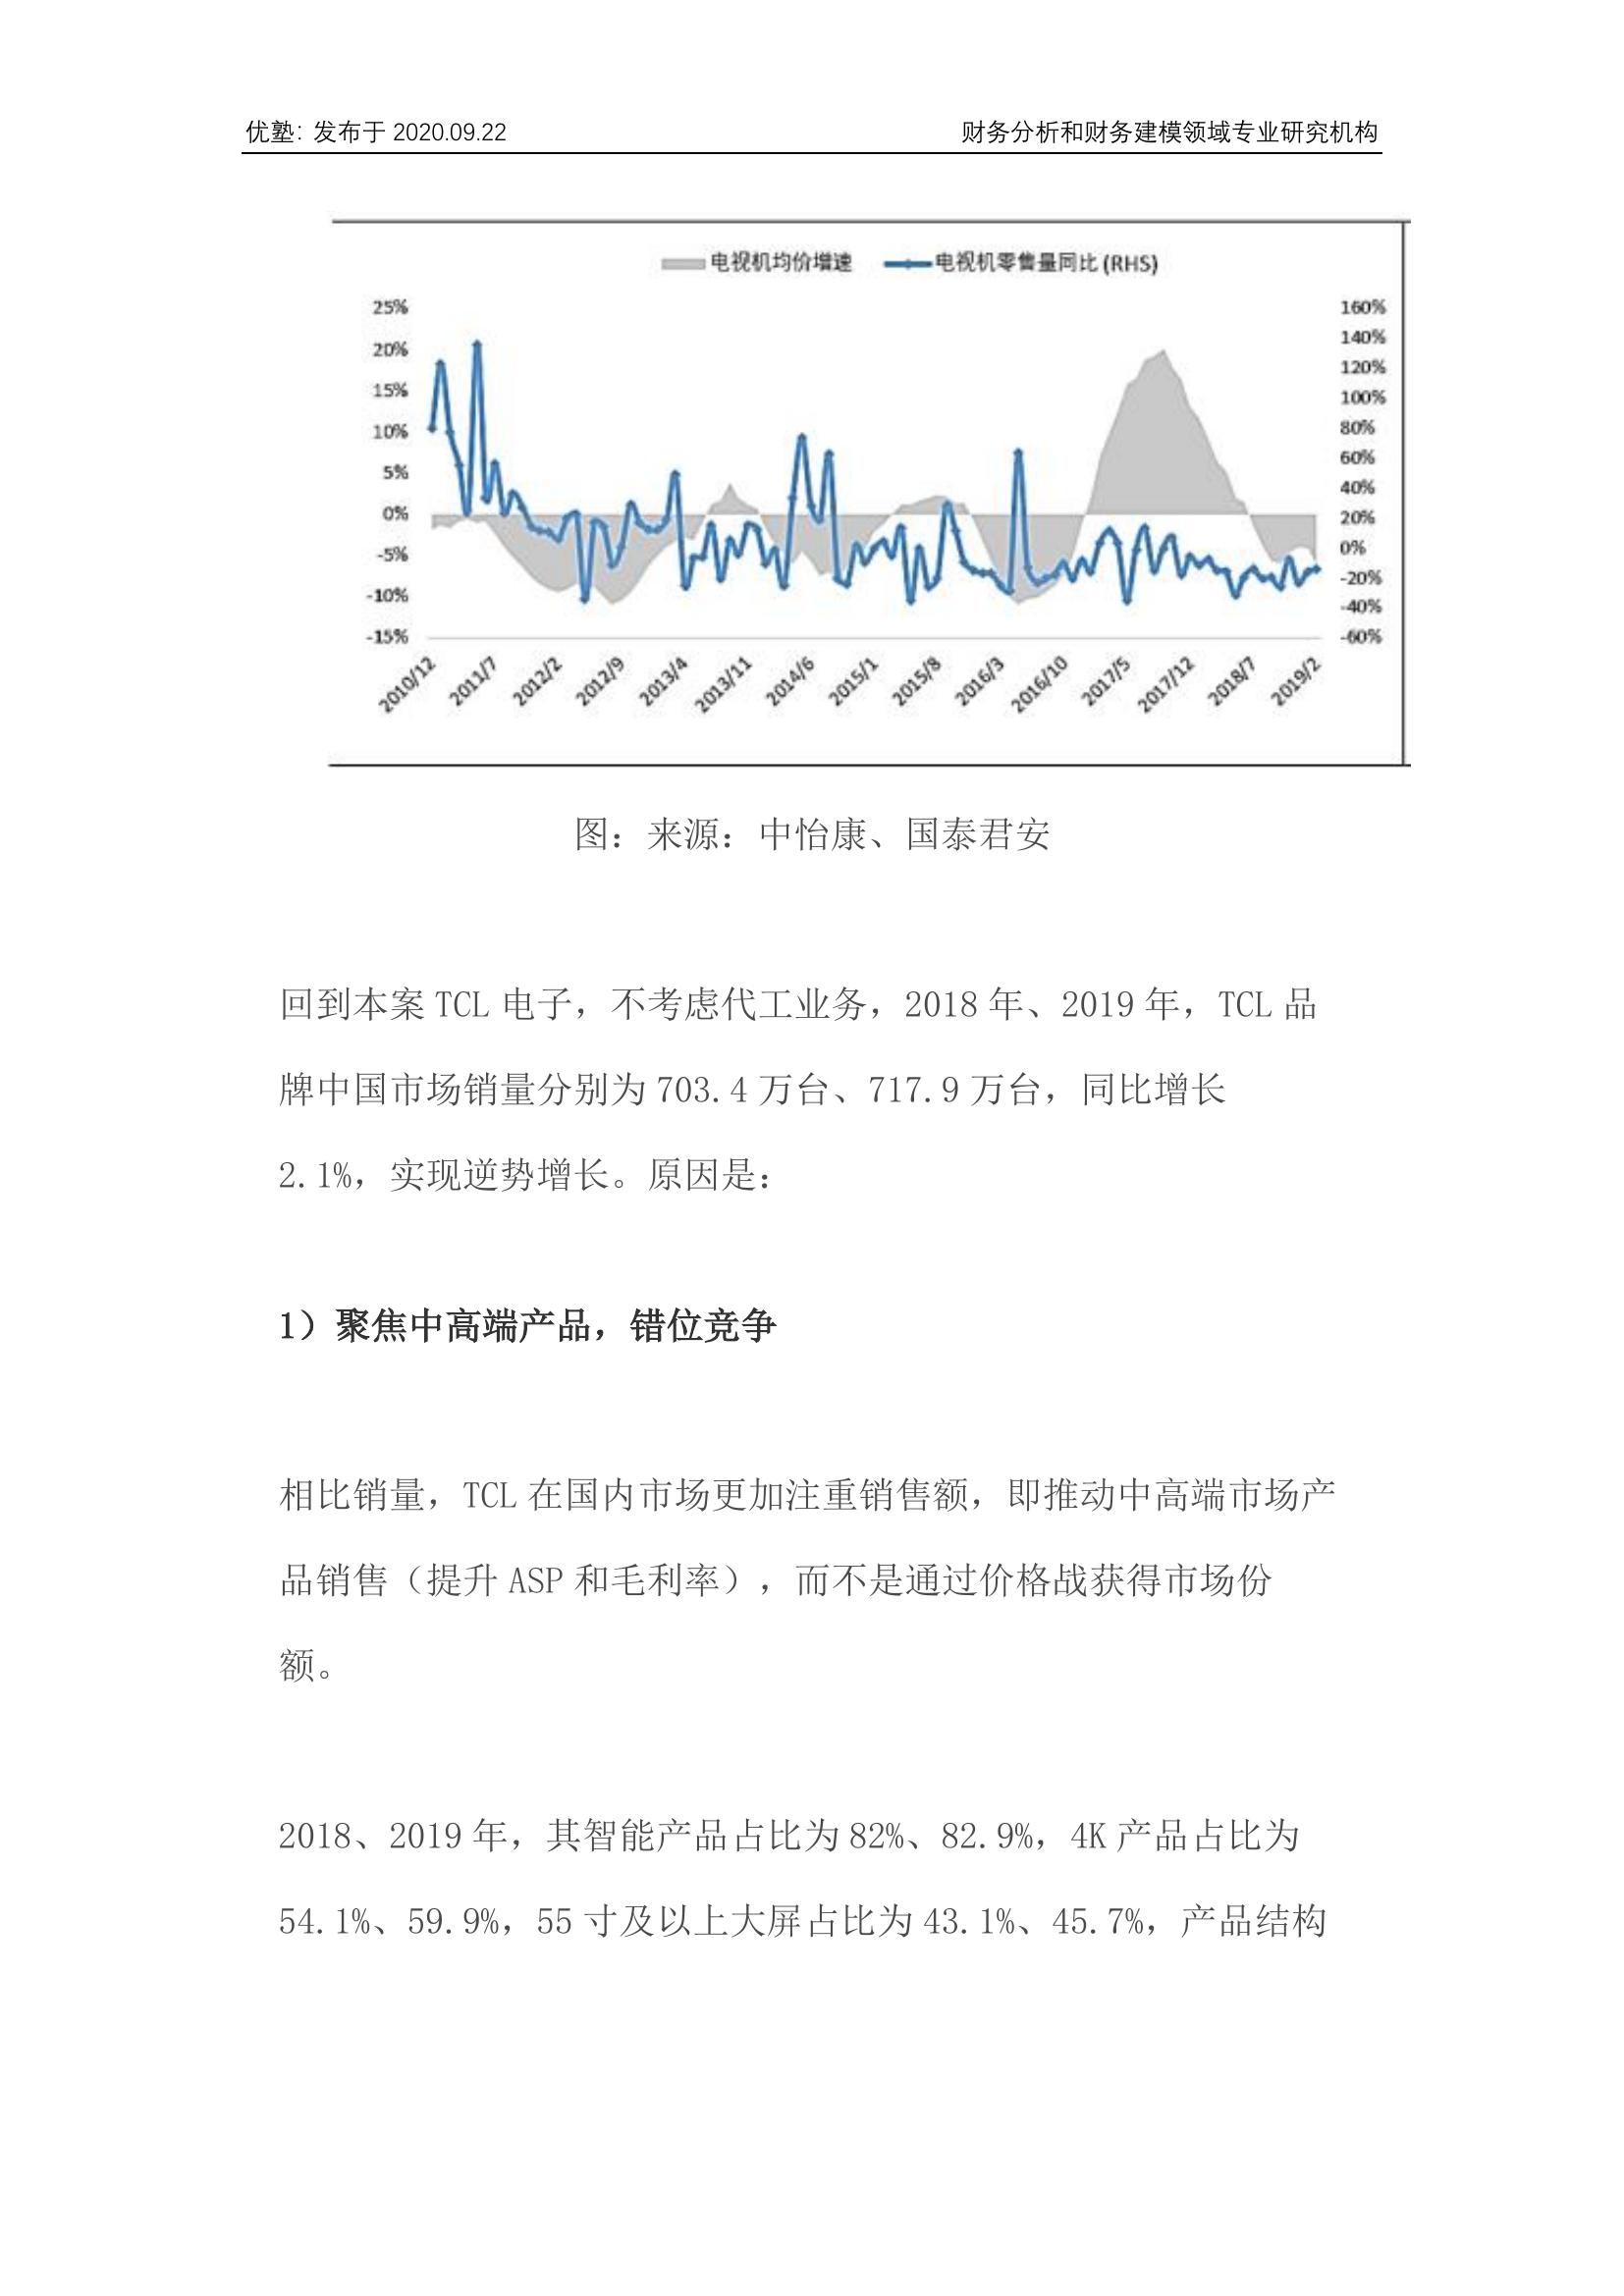 优塾：发布于 2020.09.22
财务分析和财务建模领域专业研究机构
电视机均价增速 电视机零售量同比 (RHS)
25% 160%
20% 140%
15% 120%
10% 100%
5% 80%
0% 60%
-5% 40%
-10% 20%
-15% 0%
-20%
-40%
-60%
2010/12 2011/7 2012/2 2012/9 2013/4 2013/11 2014/6 2015/1 2015/8 2016/3 2016/10 2017/5 2017/12 2018/7 2019/2
图：来源：中怡康、国泰君安
回到本案 TCL 电子，不考虑代工业务，2018 年、2019 年，TCL 品
牌中国市场销量分别为 703.4 万台、717.9 万台，同比增长
2.1%，实现逆势增长。原因是：
1）聚焦中高端产品，错位竞争
相比销量，TCL 在国内市场更加注重销售额，即推动中高端市场产
品销售（提升 ASP 和毛利率），而不是通过价格战获得市场份
额。
2018、2019 年，其智能产品占比为 82%、82.9%，4K 产品占比为
54.1%、59.9%，55 寸及以上大屏占比为 43.1%、45.7%，产品结构